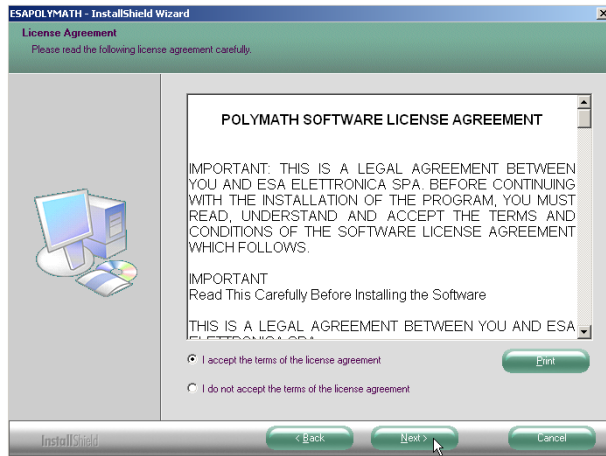 ESAPOLYMATH - InstallShield Wizard
License Agreement
Please read the following license agreement carefully.
POLYMATH SOFTWARE LICENSE AGREEMENT
IMPORTANT: THIS IS A LEGAL AGREEMENT BETWEEN
YOU AND ESA ELETTRONICA SPA. BEFORE CONTINUING
WITH THE INSTALLATION OF THE PROGRAM, YOU MUST
READ, UNDERSTAND AND ACCEPT THE TERMS AND
CONDITIONS OF THE SOFTWARE LICENSE AGREEMENT
WHICH FOLLOWS.
IMPORTANT
Read This Carefully Before Installing the Software
THIS IS A LEGAL AGREEMENT BETWEEN YOU AND ESA
ELETTRONICA SPA
I accept the terms of the license agreement
Print
I do not accept the terms of the license agreement
InstallShield
< Back
Next >
Cancel